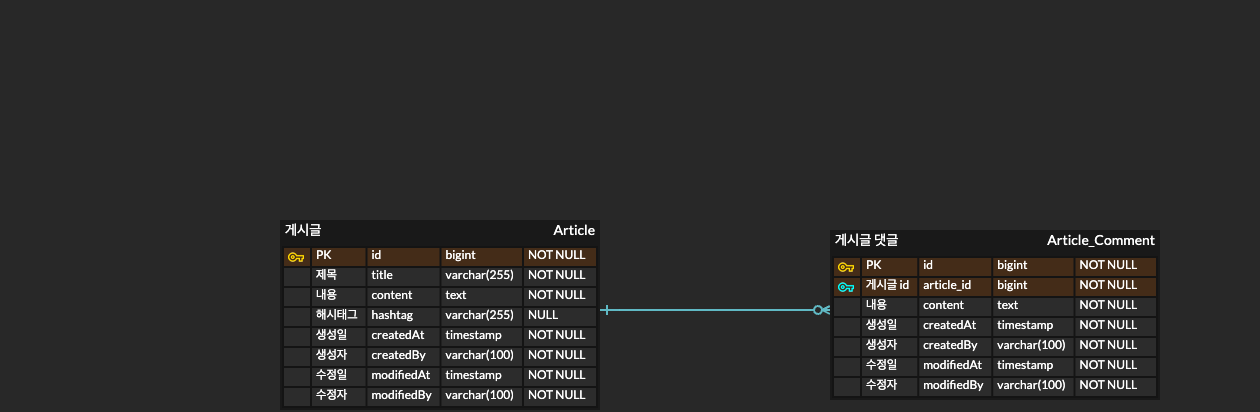 게시글 Article
PK id bigint NOT NULL
제목 title varchar(255) NOT NULL
내용 content text NOT NULL
해시태그 hashtag varchar(255) NULL
생성일 createdAt timestamp NOT NULL
생성자 createdBy varchar(100) NOT NULL
수정일 modifiedAt timestamp NOT NULL
수정자 modifiedBy varchar(100) NOT NULL
게시글 댓글 Article_Comment
PK id bigint NOT NULL
게시글 id article_id bigint NOT NULL
내용 content text NOT NULL
생성일 createdAt timestamp NOT NULL
생성자 createdBy varchar(100) NOT NULL
수정일 modifiedAt timestamp NOT NULL
수정자 modifiedBy varchar(100) NOT NULL